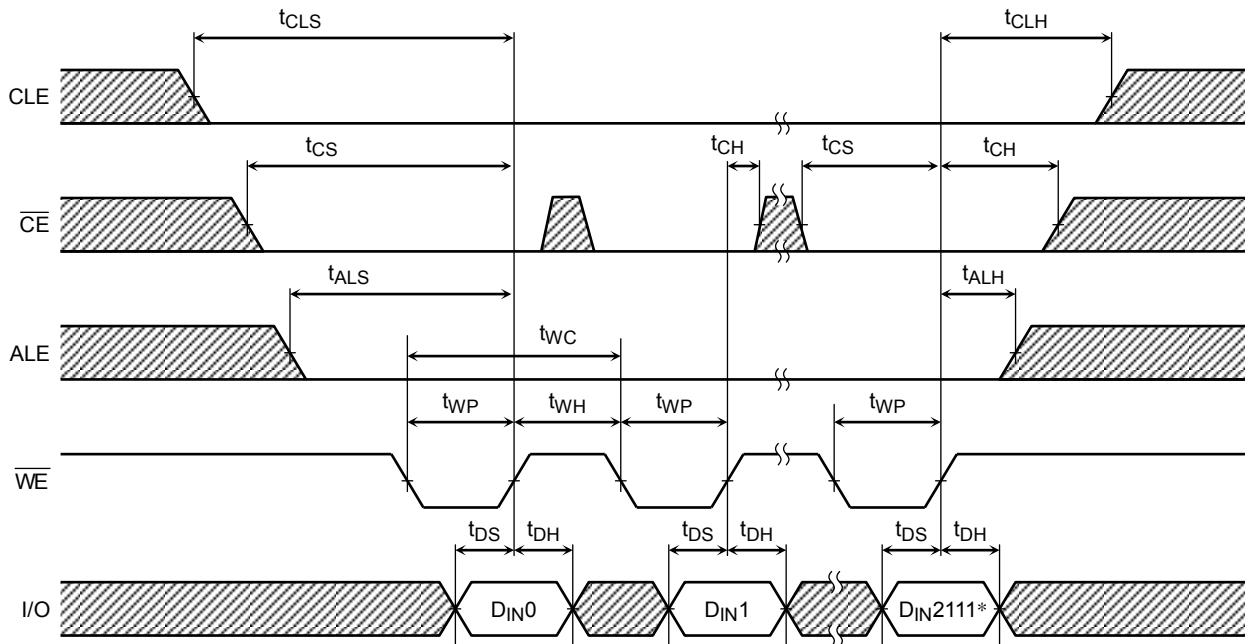 tCLS
tCLH
CLE
tCS
tCH
tCS
tCH
CE
tALS
tALH
ALE
tWC
tWP
tWH
tWP
tWP
WE
tDS
tDH
tDS
tDH
tDS
tDH
I/O
DIN0
DIN1
DIN2111*